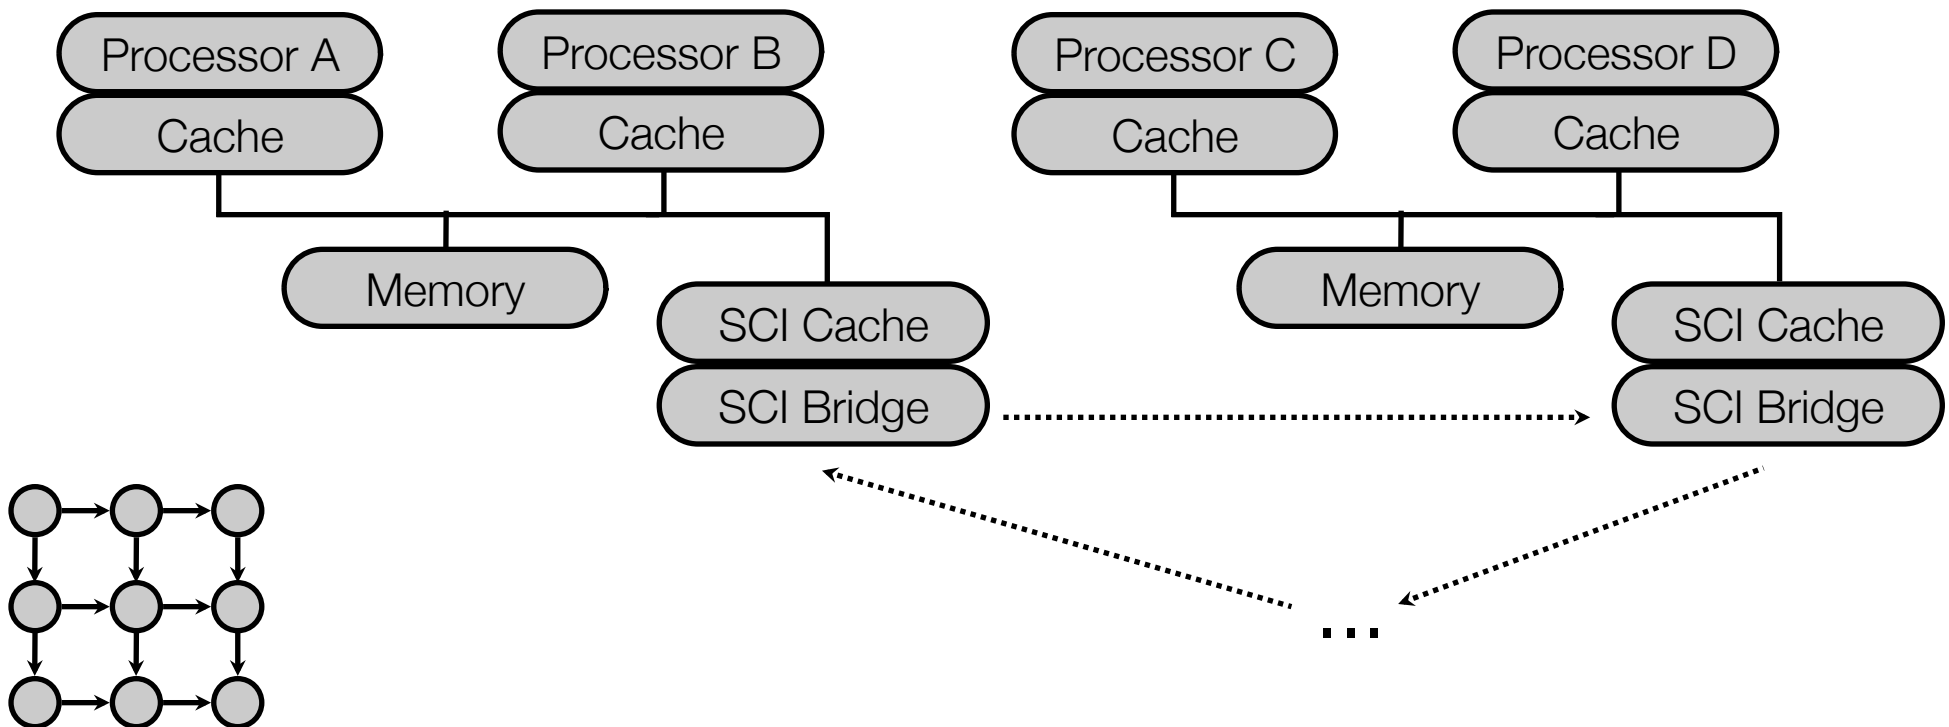 Processor A
Processor B
Processor C
Processor D
Cache
Cache
Cache
Cache
Memory
Memory
SCI Cache
SCI Cache
SCI Bridge
SCI Bridge
...